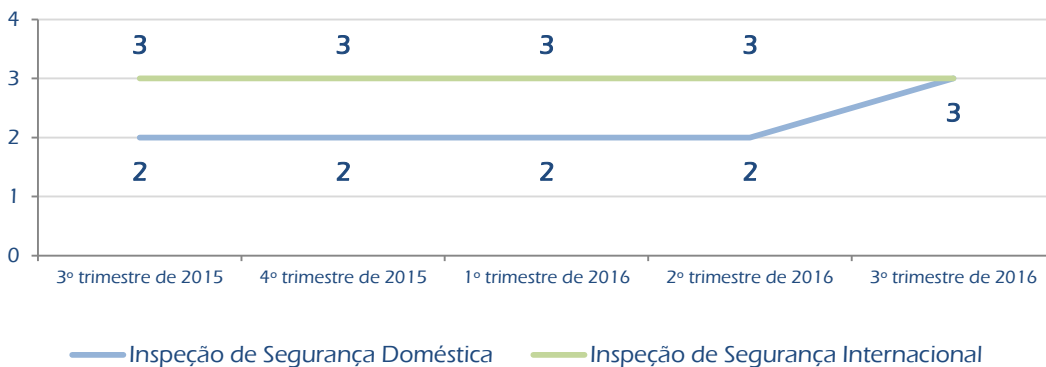 4
3 3 3 3
3
3
2
2 2 2 2
1
0
3º trimestre de 2015 4º trimestre de 2015 1º trimestre de 2016 2º trimestre de 2016 3º trimestre de 2016
Inspeção de Segurança Doméstica Inspeção de Segurança Internacional